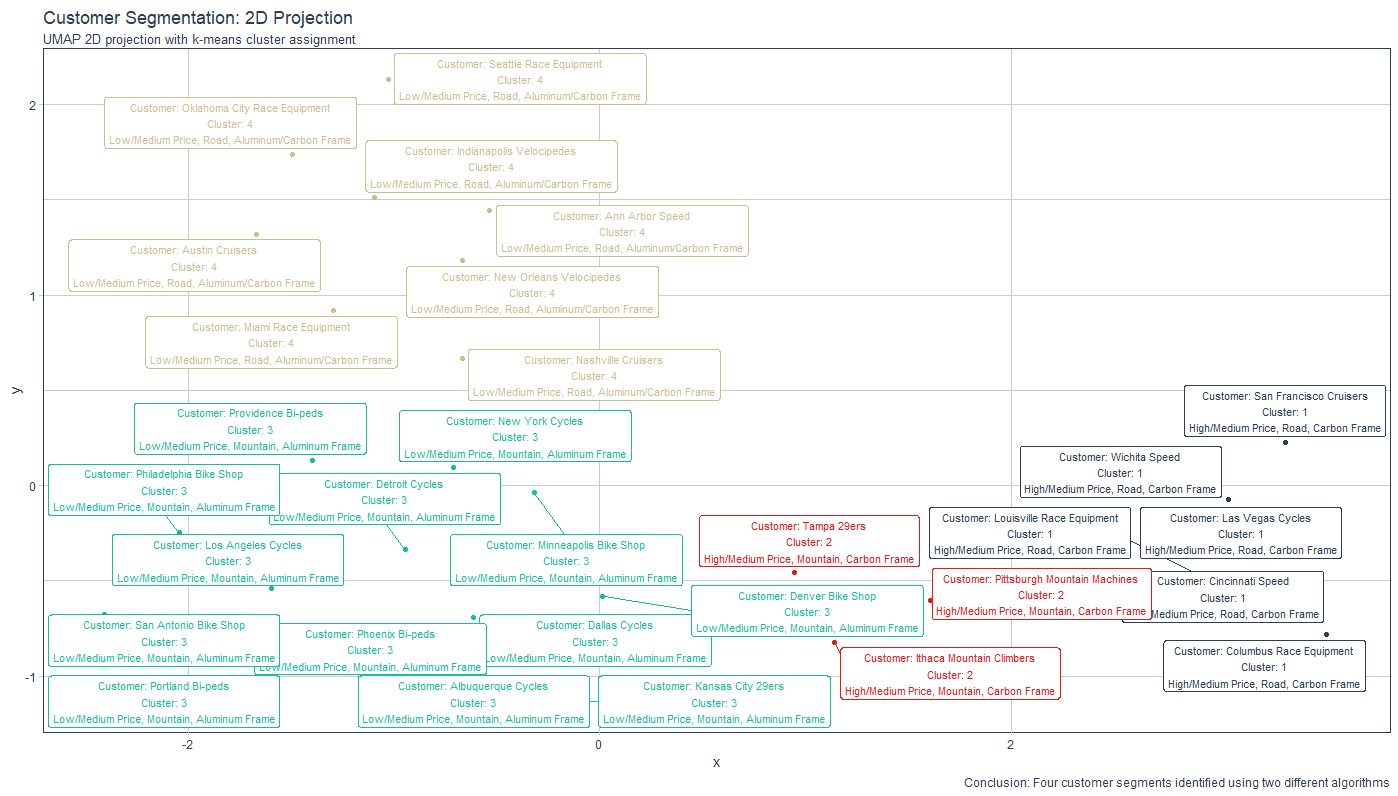 Customer Segmentation: 2D Projection
UMAP 2D projection with k-means cluster assignment
Customer: Seattle Race Equipment
Cluster: 4
Low/Medium Price, Road, Aluminum/Carbon Frame
Customer: Oklahoma City Race Equipment
Cluster: 4
Low/Medium Price, Road, Aluminum/Carbon Frame
Customer: Indianapolis Velocipedes
Cluster: 4
Low/Medium Price, Road, Aluminum/Carbon Frame
Customer: Ann Arbor Speed
Cluster: 4
Low/Medium Price, Road, Aluminum/Carbon Frame
Customer: Austin Cruisers
Cluster: 4
Low/Medium Price, Road, Aluminum/Carbon Frame
Customer: New Orleans Velocipedes
Cluster: 4
Low/Medium Price, Road, Aluminum/Carbon Frame
Customer: Miami Race Equipment
Cluster: 4
Low/Medium Price, Road, Aluminum/Carbon Frame
Customer: Nashville Cruisers
Cluster: 4
Low/Medium Price, Road, Aluminum/Carbon Frame
Customer: San Francisco Cruisers
Cluster: 1
High/Medium Price, Road, Carbon Frame
Customer: Providence Bi-peds
Cluster: 3
Low/Medium Price, Mountain, Aluminum Frame
Customer: New York Cycles
Cluster: 3
Low/Medium Price, Mountain, Aluminum Frame
Customer: Wichita Speed
Cluster: 1
High/Medium Price, Road, Carbon Frame
Customer: Philadelphia Bike Shop
Cluster: 3
Low/Medium Price, Mountain, Aluminum Frame
Customer: Detroit Cycles
Cluster: 3
Low/Medium Price, Mountain, Aluminum Frame
Customer: Tampa 29ers
Cluster: 2
High/Medium Price, Mountain, Carbon Frame
Customer: Louisville Race Equipment
Cluster: 1
High/Medium Price, Road, Carbon Frame
Customer: Las Vegas Cycles
Cluster: 1
High/Medium Price, Road, Carbon Frame
Customer: Los Angeles Cycles
Cluster: 3
Low/Medium Price, Mountain, Aluminum Frame
Customer: Minneapolis Bike Shop
Cluster: 3
Low/Medium Price, Mountain, Aluminum Frame
Customer: Denver Bike Shop
Cluster: 3
Low/Medium Price, Mountain, Aluminum Frame
Customer: Pittsburgh Mountain Machines
Cluster: 2
High/Medium Price, Mountain, Carbon Frame
Customer: Cincinnati Speed
Cluster: 1
Medium Price, Road, Carbon Frame
Customer: San Antonio Bike Shop
Cluster: 3
Low/Medium Price, Mountain, Aluminum Frame
Customer: Phoenix Bi-peds
Cluster: 3
Low/Medium Price, Mountain, Aluminum Frame
Customer: Dallas Cycles
Cluster: 3
Low/Medium Price, Mountain, Aluminum Frame
Customer: Ithaca Mountain Climbers
Cluster: 2
High/Medium Price, Mountain, Carbon Frame
Customer: Columbus Race Equipment
Cluster: 1
High/Medium Price, Road, Carbon Frame
Customer: Portland Bi-peds
Cluster: 3
Low/Medium Price, Mountain, Aluminum Frame
Customer: Albuquerque Cycles
Cluster: 3
Low/Medium Price, Mountain, Aluminum Frame
Customer: Kansas City 29ers
Cluster: 3
Low/Medium Price, Mountain, Aluminum Frame
2
1
0
-1
y
-2
0
2
x
Conclusion: Four customer segments identified using two different algorithms